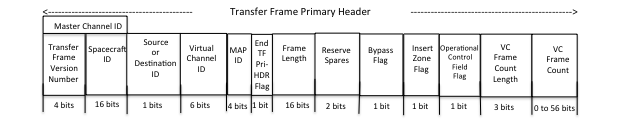 <---------------------- Transfer Frame Primary Header ---------------------->
Master Channel ID
Transfer Frame Version Number
Spacecraft ID
Source or Destination ID
Virtual Channel ID
MAP ID
End TF Pri- HDR Flag
Frame Length
Reserve Spares
Bypass Flag
Insert Zone Flag
Operational Control Field Flag
VC Frame Count Length
VC Frame Count
4 bits 16 bits 1 bits 6 bits 4 bits 1 bit 16 bits 2 bits 1 bit 1 bit 1 bit 3 bits 0 to 56 bits